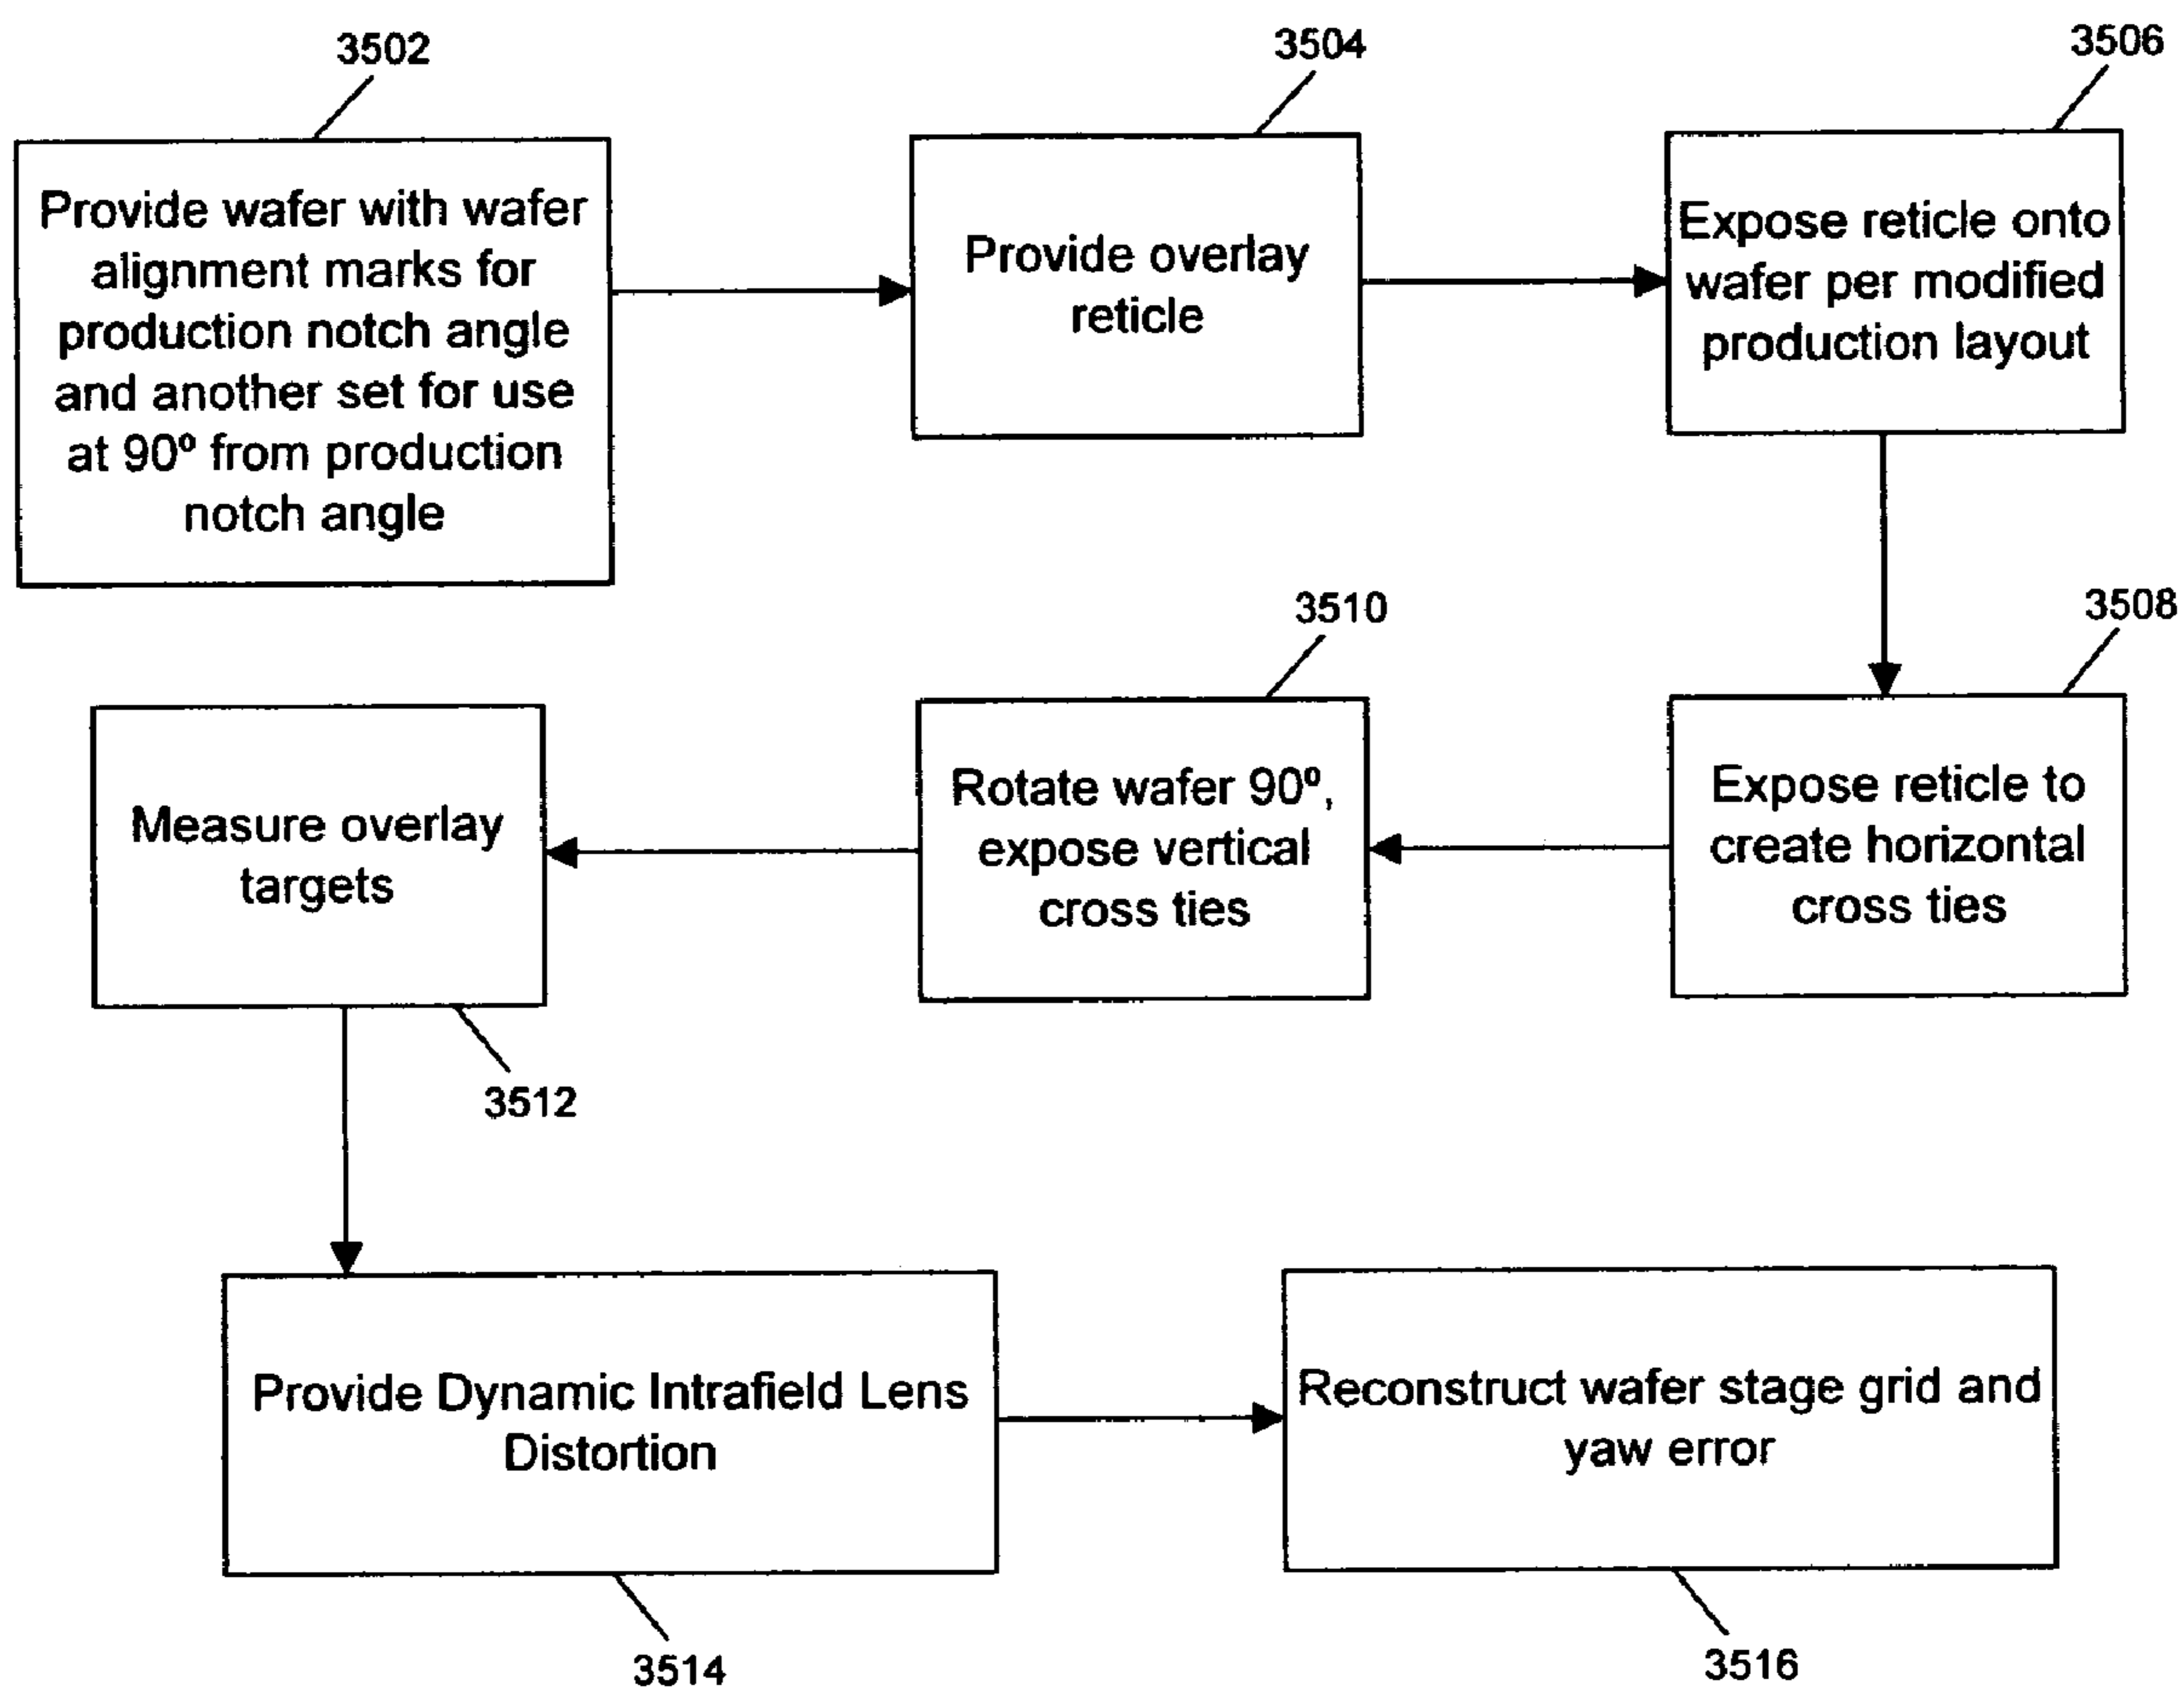 3502
Provide wafer with wafer
alignment marks for
production notch angle
and another set for use
at 90º from production
notch angle
3504
Provide overlay
reticle
3506
Expose reticle onto
wafer per modified
production layout
3508
Expose reticle to
create horizontal
cross ties
3510
Rotate wafer 90º,
expose vertical
cross ties
Measure overlay
targets
3512
Provide Dynamic Intrafield Lens
Distortion
3514
Reconstruct wafer stage grid and
yaw error
3516